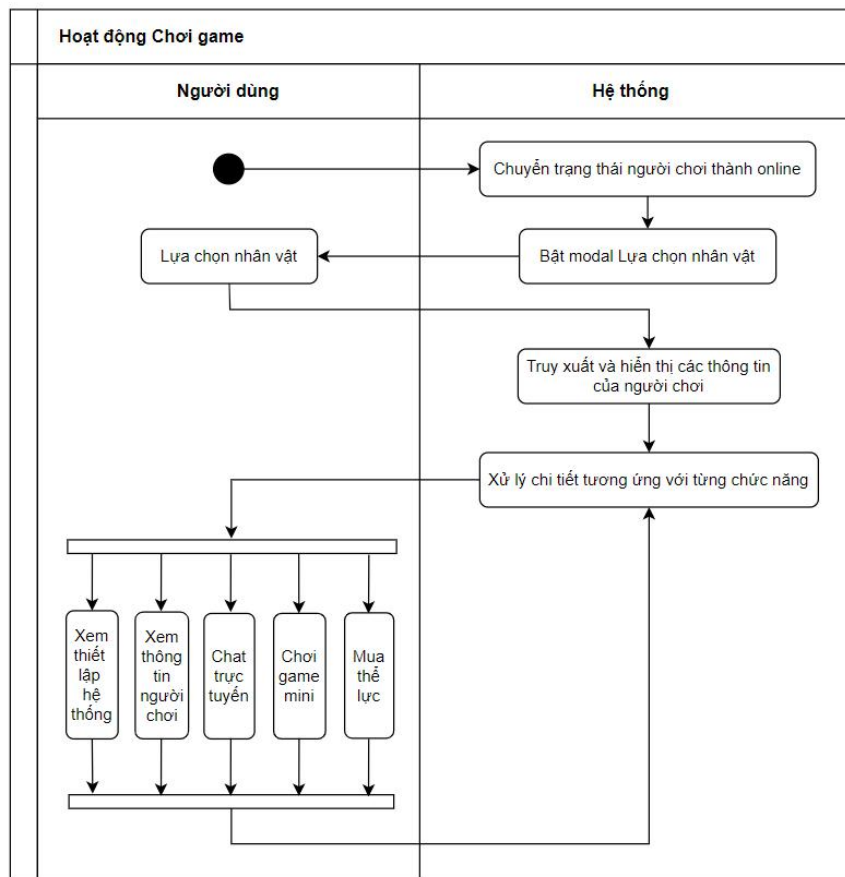 Hoạt động Chơi game
Người dùng
Hệ thống
Chuyển trạng thái người chơi thành online
Lựa chọn nhân vật
Bật modal Lựa chọn nhân vật
Truy xuất và hiển thị các thông tin
của người chơi
Xử lý chi tiết tương ứng với từng chức năng
Xem
thiết
lập
hệ
thống
Xem
thông
tin
người
chơi
Chat
trực
tuyến
Chơi
game
mini
Mua
thể
lực